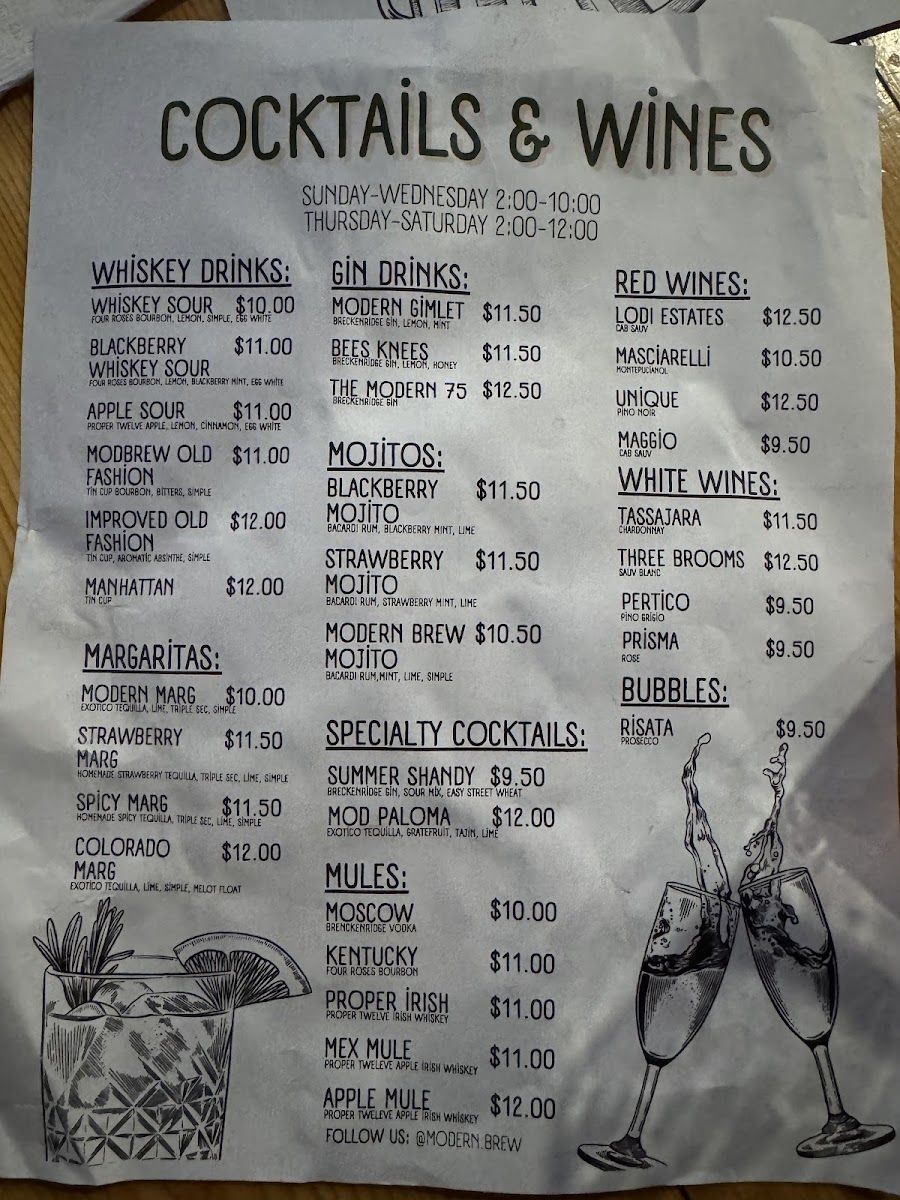 COCKTAILS & WINES
SUNDAY-WEDNESDAY 2:00-10:00
THURSDAY-SATURDAY 2:00-12:00
WHISKEY DRINKS:
WHISKEY SOUR $10.00
FOUR ROSES BOURBON, LEMON, SIMPLE, EGG WHITE
BLACKBERRY $11.00
WHISKEY SOUR
FOUR ROSES BOURBON, LEMON, BLACKBERRY MINT, EGG WHITE
APPLE SOUR $11.00
PROPER TWELVE APPLE, LEMON, CINNAMON, EGG WHITE
MODBREW OLD $11.00
FASHION
TIN CUP BOURBON, BITTERS, SIMPLE
IMPROVED OLD $12.00
FASHION
TIN CUP, AROMATIC ABSINTHE, SIMPLE
MANHATTAN $12.00
TIN CUP
MARGARITAS:
MODERN MARG $10.00
EXOTICO TEQUILLA, LIME, TRIPLE SEC, SIMPLE
STRAWBERRY $11.50
MARG
HOMEMADE STRAWBERRY TEQUILLA, TRIPLE SEC, LIME, SIMPLE
SPICY MARG $11.50
HOMENADE SPICY TEQUILLA, TRIPLE SEC, LIME, SIMPLE
COLORADO $12.00
MARG
EXOTICO TEQUILLA, LIME, SIMPLE, MELOT FLOAT
GIN DRINKS:
MODERN GIMLET $11.50
BRECKENRIDGE GIN, LEMON, MINT
BEES KNEES $11.50
BRECKENRIDGE GIN, LEMON, HONEY
THE MODERN 75 $12.50
BRECKENRIDGE GIN
MOJITOS:
BLACKBERRY $11.50
MOJITO
BACARDI RUM, BLACKBERRY MINT, LIME
STRAWBERRY $11.50
MOJITO
BACARDI RUM, STRAWBERRY MINT, LIME
MODERN BREW $10.50
MOJITO
BACARDI RUM,MINT, LIME, SIMPLE
SPECIALTY COCKTAILS:
SUMMER SHANDY $9.50
BRECKENRIDGE GIN, SOUR MIX, EASY STREET WHEAT
MOD PALOMA $12.00
EXOTICO TEQUILLA, GRATEFRUIT, TAJIN, LIME
MULES:
MOSCOW $10.00
BRENCKENRIDGE VODKA
KENTUCKY $11.00
FOUR ROSES BOURBON
PROPER IRISH $11.00
PROPER TWELVE IRISH WHISKEY
MEX MULE $11.00
PROPER TWELEVE APPLE IRISH WHISKEY
APPLE MULE $12.00
PROPER TWELEVE APPLE IRISH WHISKEY
FOLLOW US: @MODERN.BREW
RED WINES:
LODI ESTATES $12.50
CAB SAUV
MASCIARELLI $10.50
MONTEPUCIANOL
UNIQUE $12.50
PINO NOIR
MAGGIO $9.50
CAB SAUV
WHITE WINES:
TASSAJARA $11.50
CHARDONNAY
THREE BROOMS $12.50
SAUV BLANC
PERTICO $9.50
PINO GRIGIO
PRISMA $9.50
ROSE
BUBBLES:
RISATA $9.50
PROSECCO